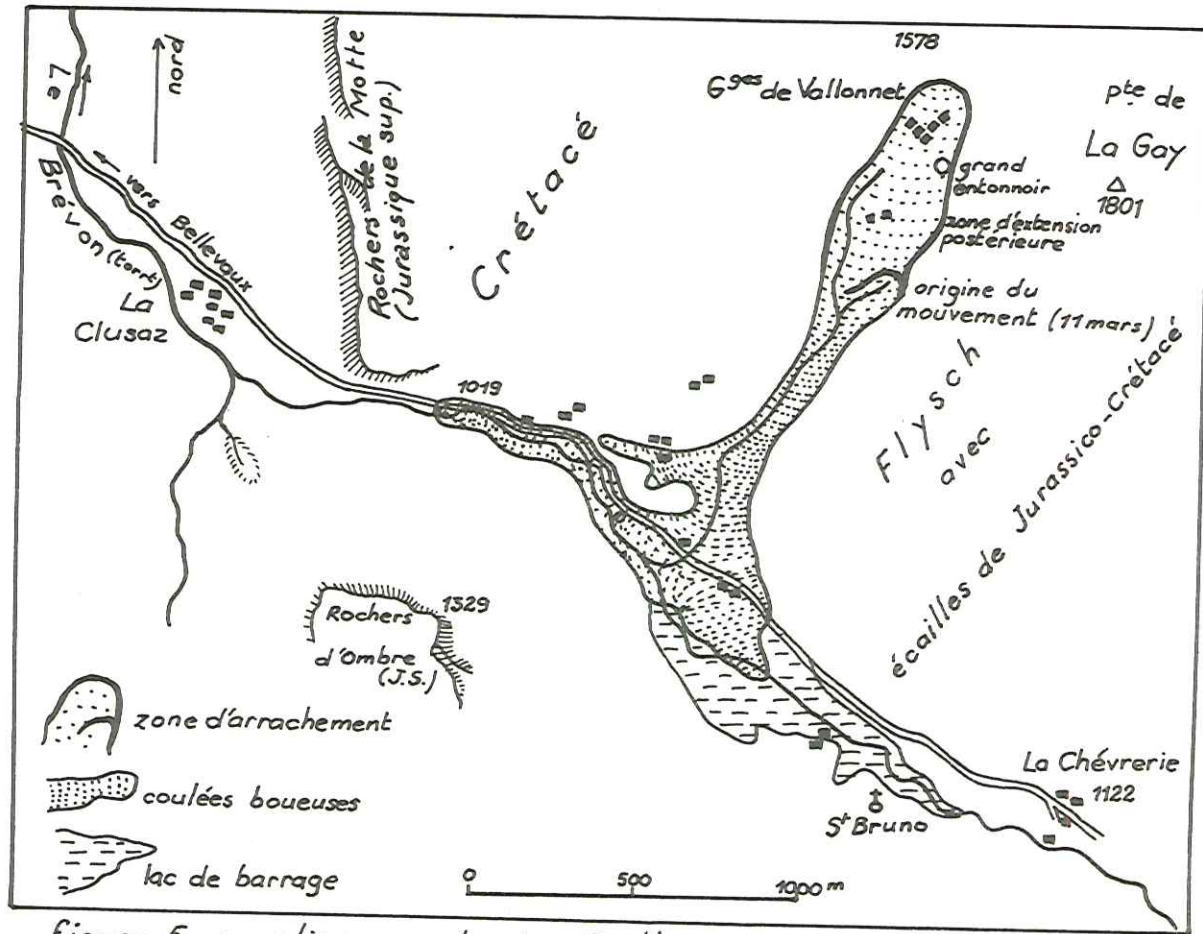 1578
Gges de Vallonnet
Pte de
La Gay
1801
grand
entonnoir
zone d'extension
postérieure
origine du
mouvement (11 mars)
nord
Le
Brévon (torrt)
vers Bellevaux
La
Clusaz
Rochers de la Motte
(Jurassique sup.)
Crétacé
1019
Flysch
avec
écailles de Jurassico-Crétacé
1329
Rochers
d'Ombre
(J.S.)
La Chévrerie
1122
St Bruno
zone d'arrachement
coulées boueuses
lac de barrage
0 500 1000 m